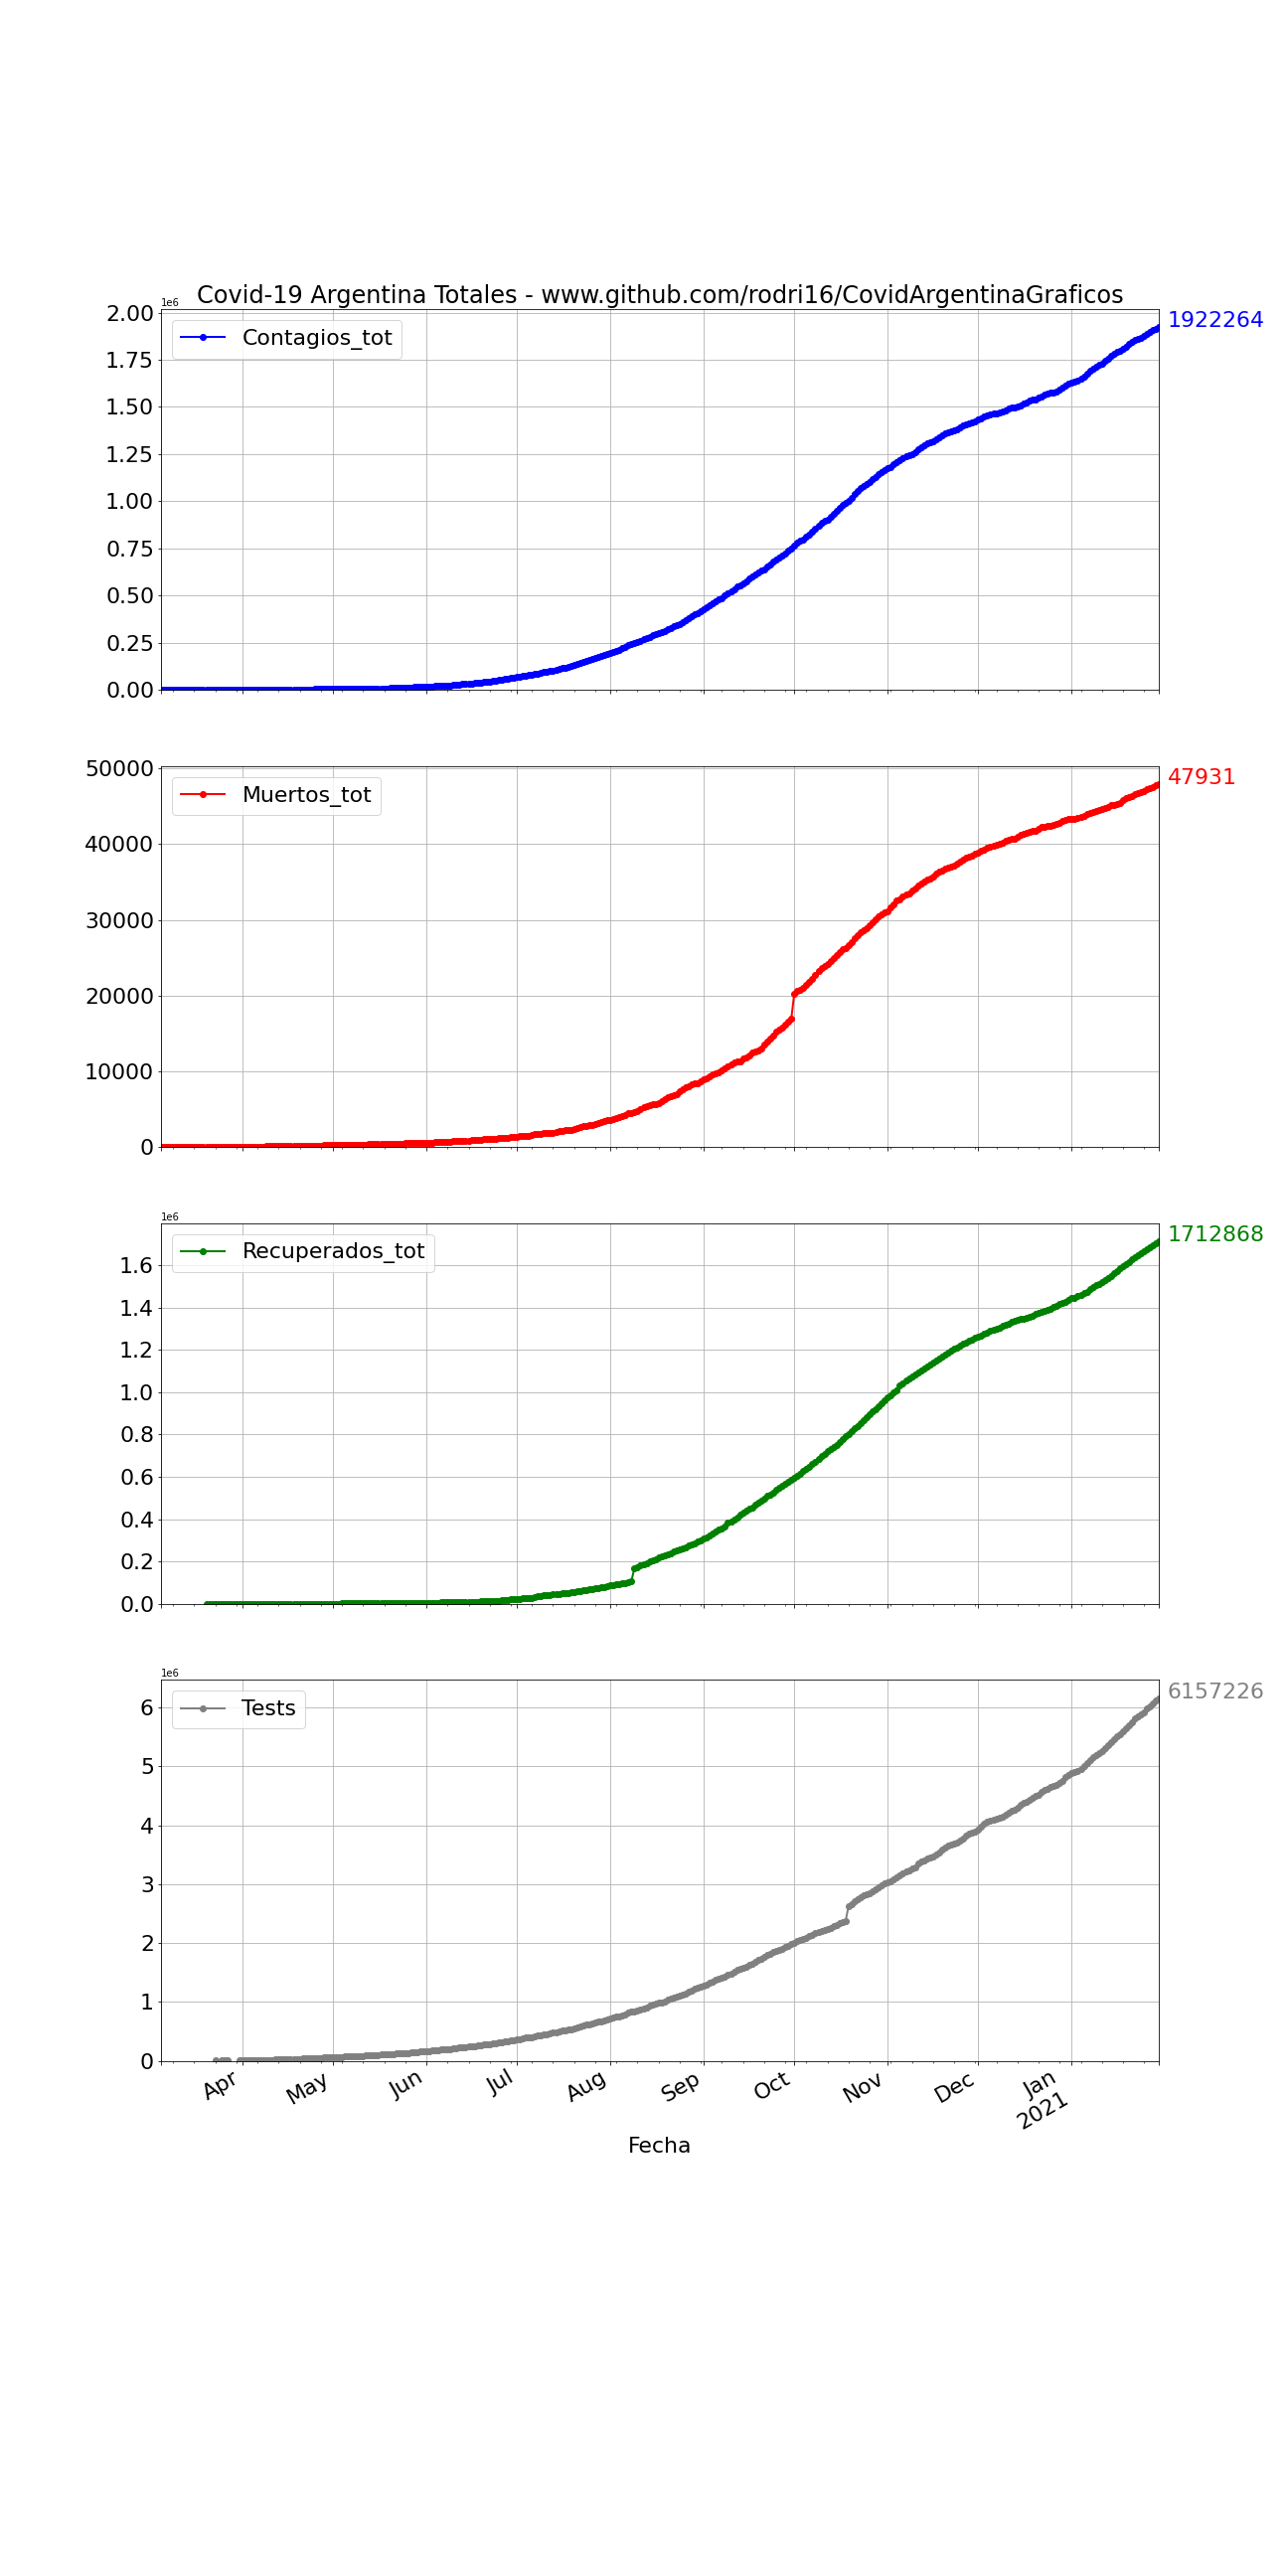 Covid-19 Argentina Totales - www.github.com/rodri16/CovidArgentinaGraficos
1e6
2.00
1.75
1.50
1.25
1.00
0.75
0.50
0.25
0.00
Contagios_tot
1922264
50000
40000
30000
20000
10000
0
Muertos_tot
47931
1e6
1.6
1.4
1.2
1.0
0.8
0.6
0.4
0.2
0.0
Recuperados_tot
1712868
1e6
6
5
4
3
2
1
0
Tests
6157226
Apr
May
Jun
Jul
Aug
Sep
Oct
Nov
Dec
Jan
2021
Fecha